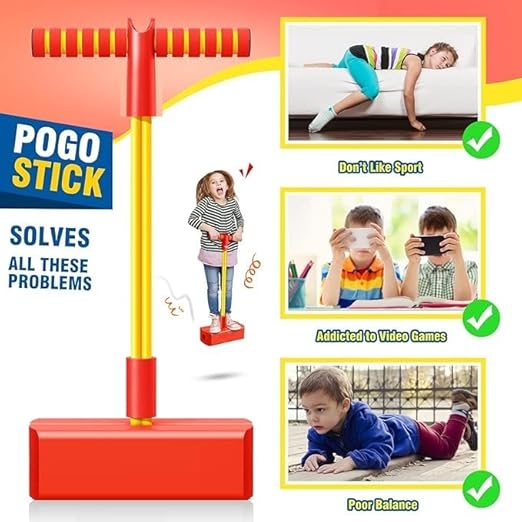 POGO
STICK
SOLVES
ALL THESE
PROBLEMS
Don't Like Sport
Addicted to Video Games
Poor Balance